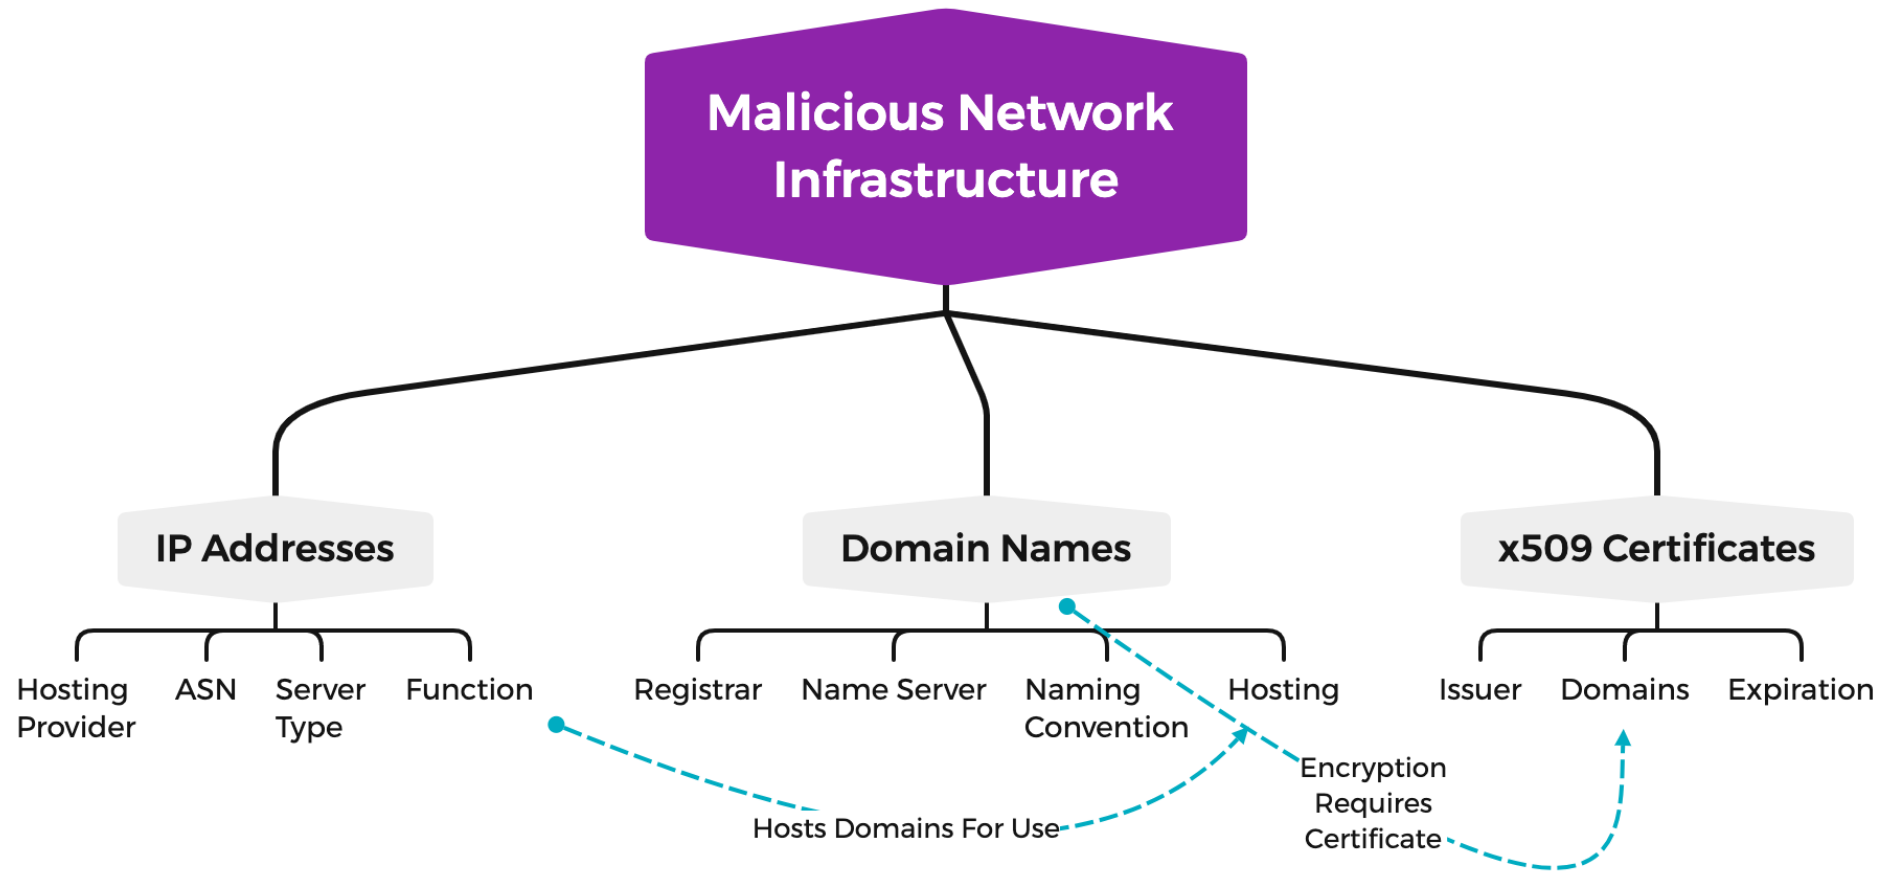 Malicious Network
Infrastructure
IP Addresses
Domain Names
x509 Certificates
Hosting
Provider
ASN
Server
Type
Function
Registrar
Name Server
Naming
Convention
Hosting
Issuer
Domains
Expiration
Hosts Domains For Use
Encryption
Requires
Certificate